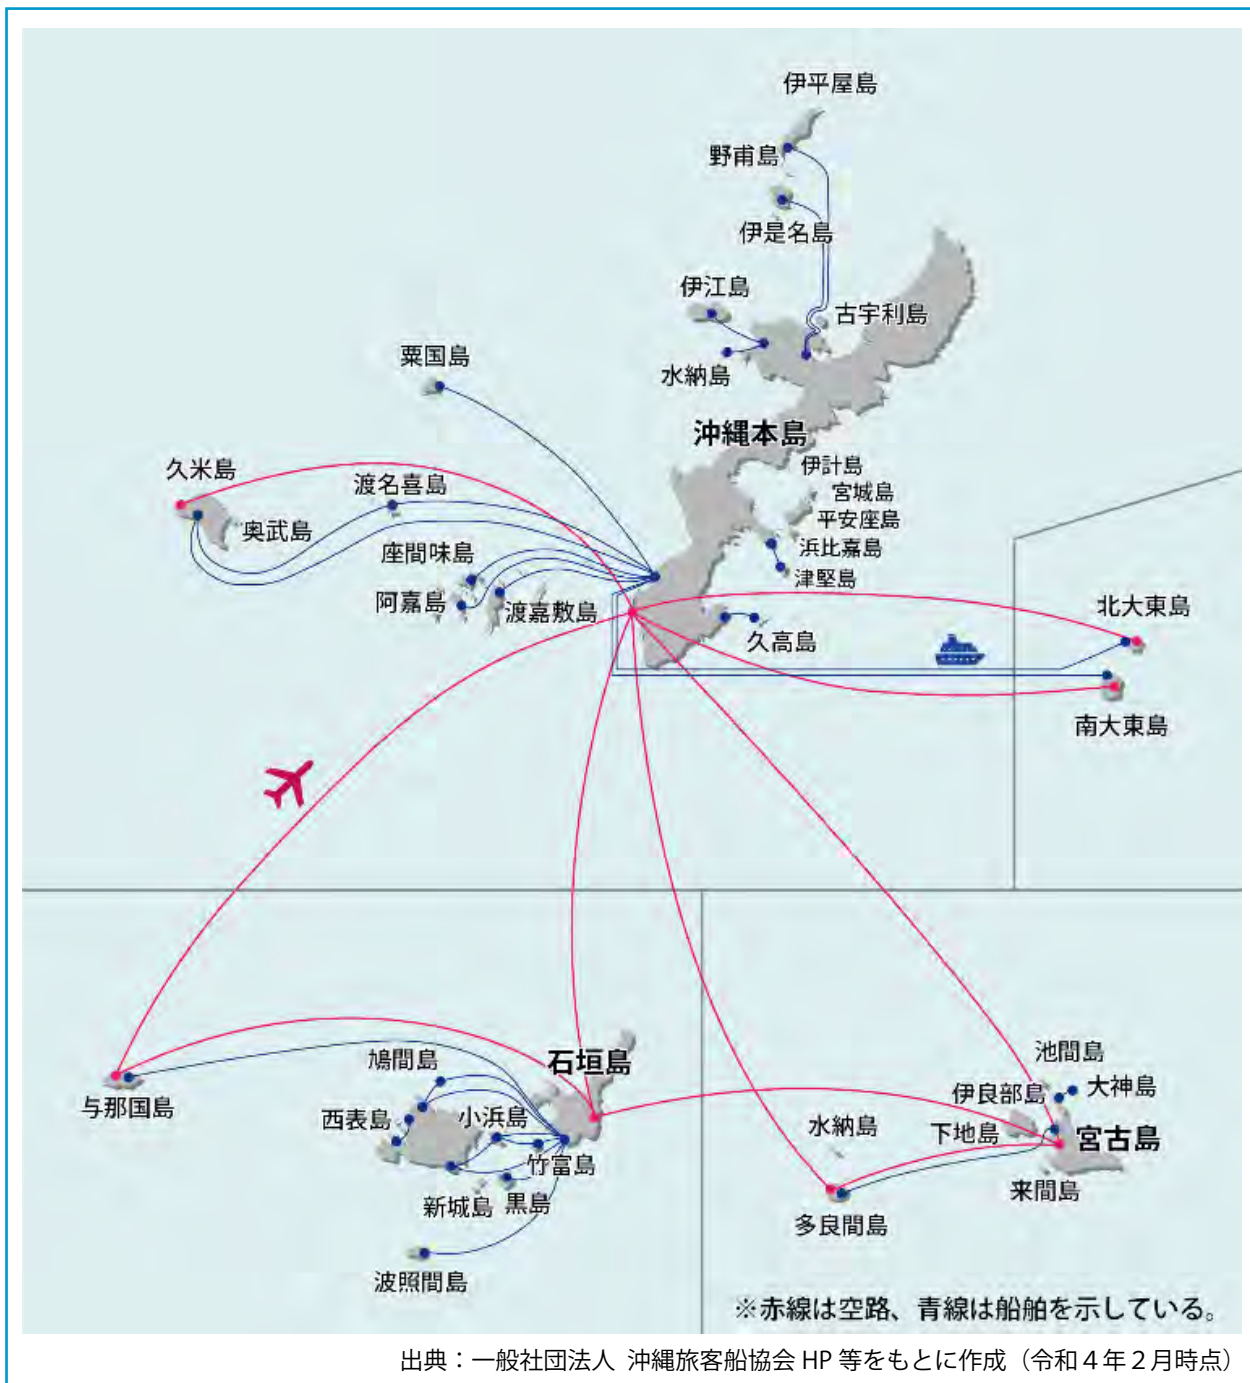 伊平屋島
野甫島
伊是名島
伊江島
古宇利島
水納島
粟国島
沖縄本島
久米島
伊計島
渡名喜島
宮城島
奥武島
平安座島
座間味島
浜比嘉島
津堅島
阿嘉島
渡嘉敷島
久高島
北大東島
南大東島
石垣島
鳩間島
池間島
与那国島
大神島
伊良部島
西表島
小浜島
水納島
下地島
宮古島
竹富島
新城島
黒島
来間島
多良間島
波照間島
※赤線は空路、青線は船舶を示している。
出典：一般社団法人 沖縄旅客船協会 HP 等をもとに作成（令和４年２月時点）